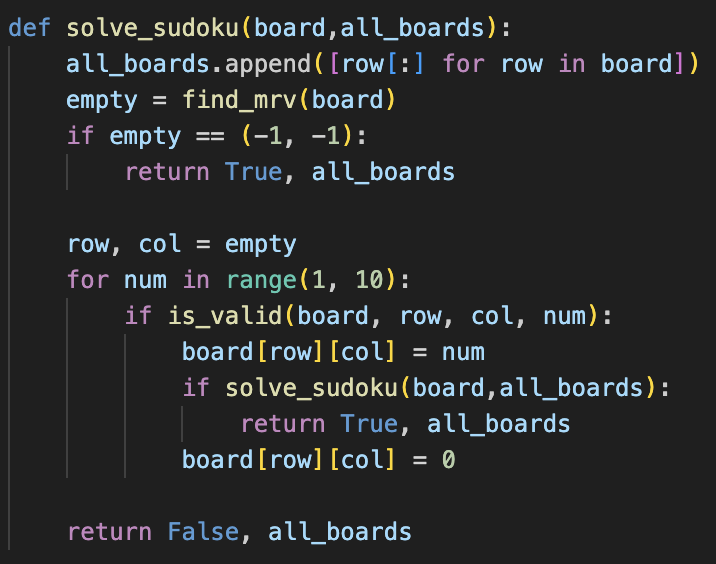 def solve_sudoku(board,all_boards):
    all_boards.append([row[:] for row in board])
    empty = find_mrv(board)
    if empty == (-1, -1):
        return True, all_boards

    row, col = empty
    for num in range(1, 10):
        if is_valid(board, row, col, num):
            board[row][col] = num
            if solve_sudoku(board,all_boards):
                return True, all_boards
            board[row][col] = 0

    return False, all_boards